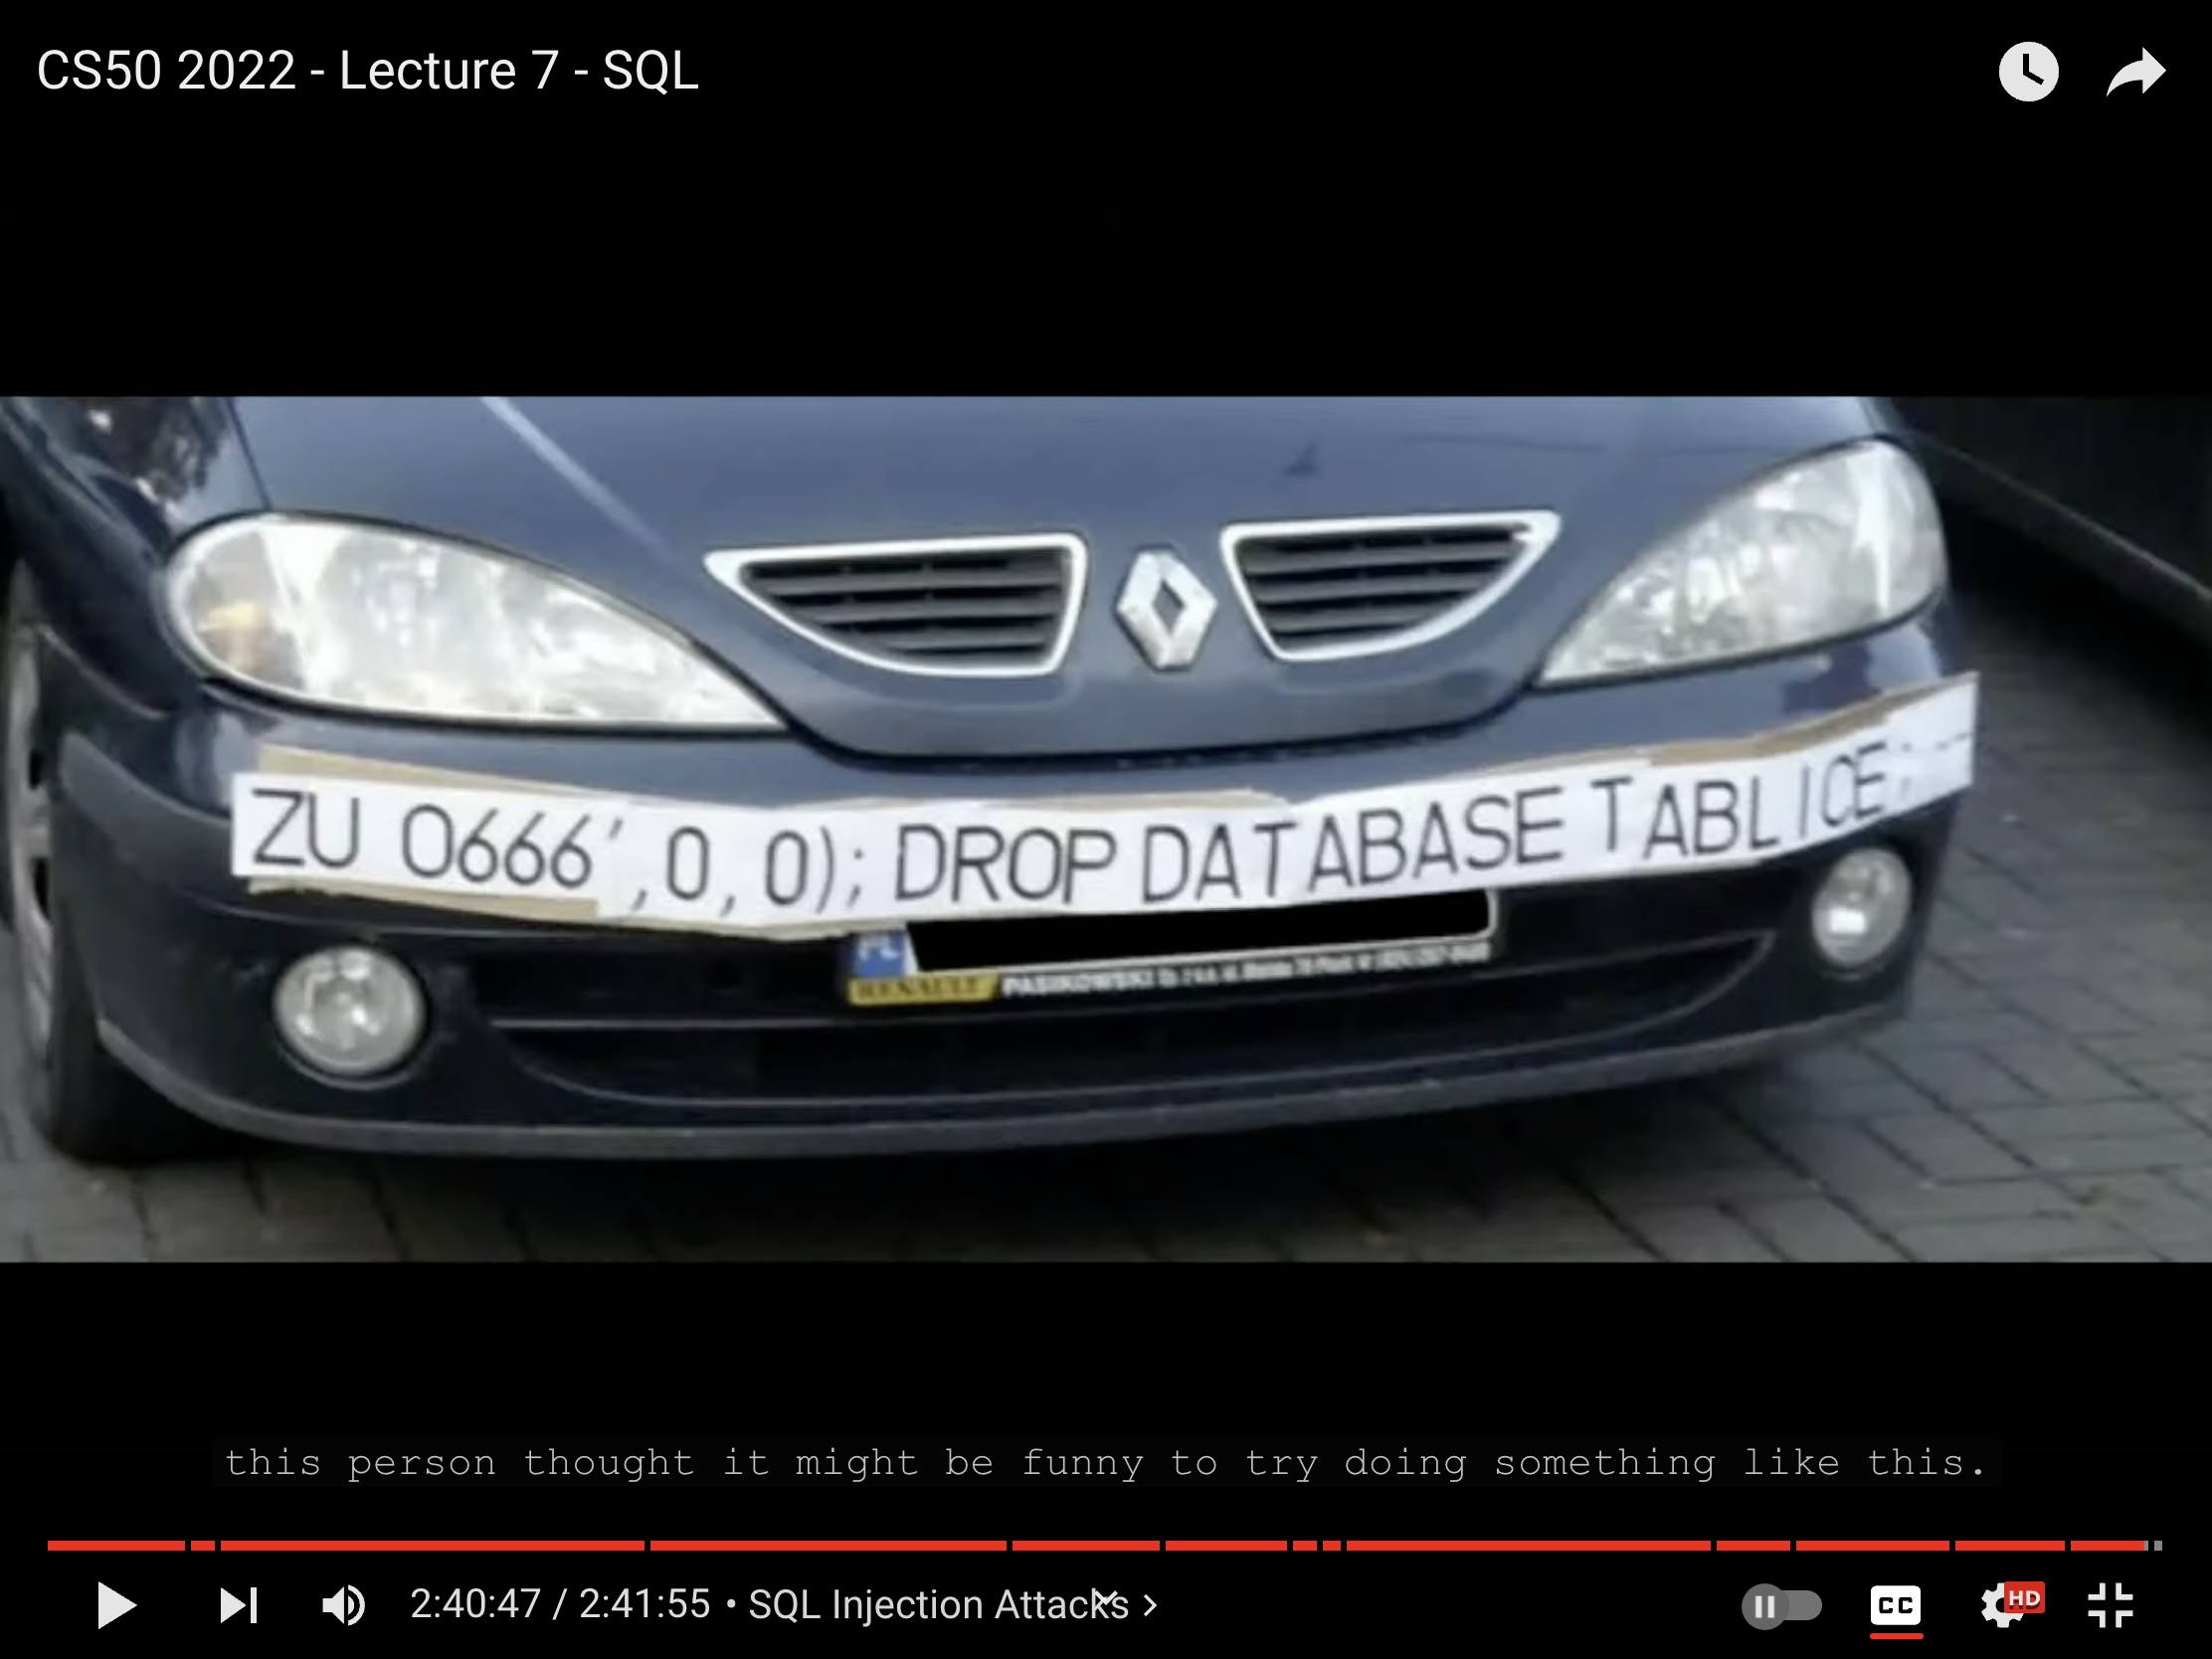 CS50 2022 - Lecture 7 - SQL
ZU 0666',0,0); DROP DATABASE TABLICE; --
PL
RENAULT PASIKOWSKI
this person thought it might be funny to try doing something like this.
2:40:47 / 2:41:55 • SQL Injection Attacks
CC
HD